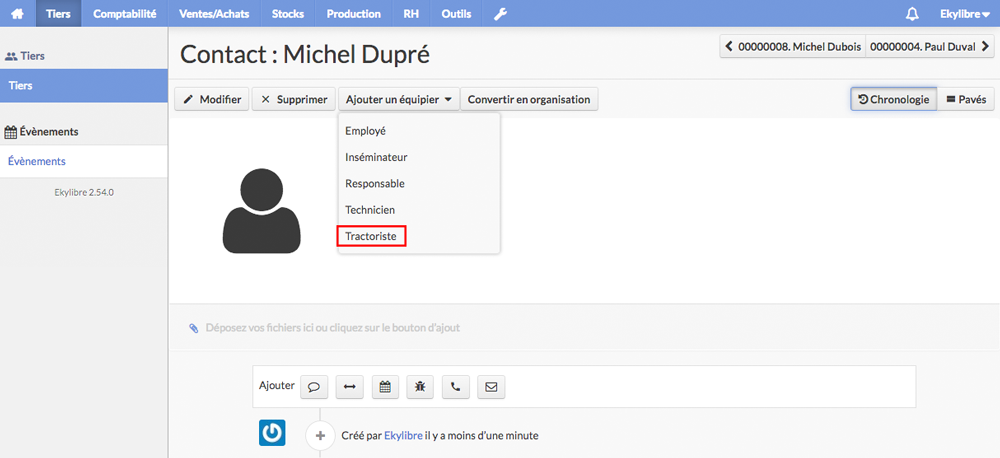 Tiers Comptabilité Ventes/Achats Stocks Production RH Outils Ekylibre
Tiers
Tiers
Évènements
Évènements
Ekylibre 2.54.0
Contact : Michel Dupré
00000008. Michel Dubois 00000004. Paul Duval
Modifier Supprimer Ajouter un équipier Convertir en organisation Chronologie Pavés
Employé
Inséminateur
Responsable
Technicien
Tractoriste
Déposez vos fichiers ici ou cliquez sur le bouton d'ajout
Ajouter
Créé par Ekylibre il y a moins d'une minute